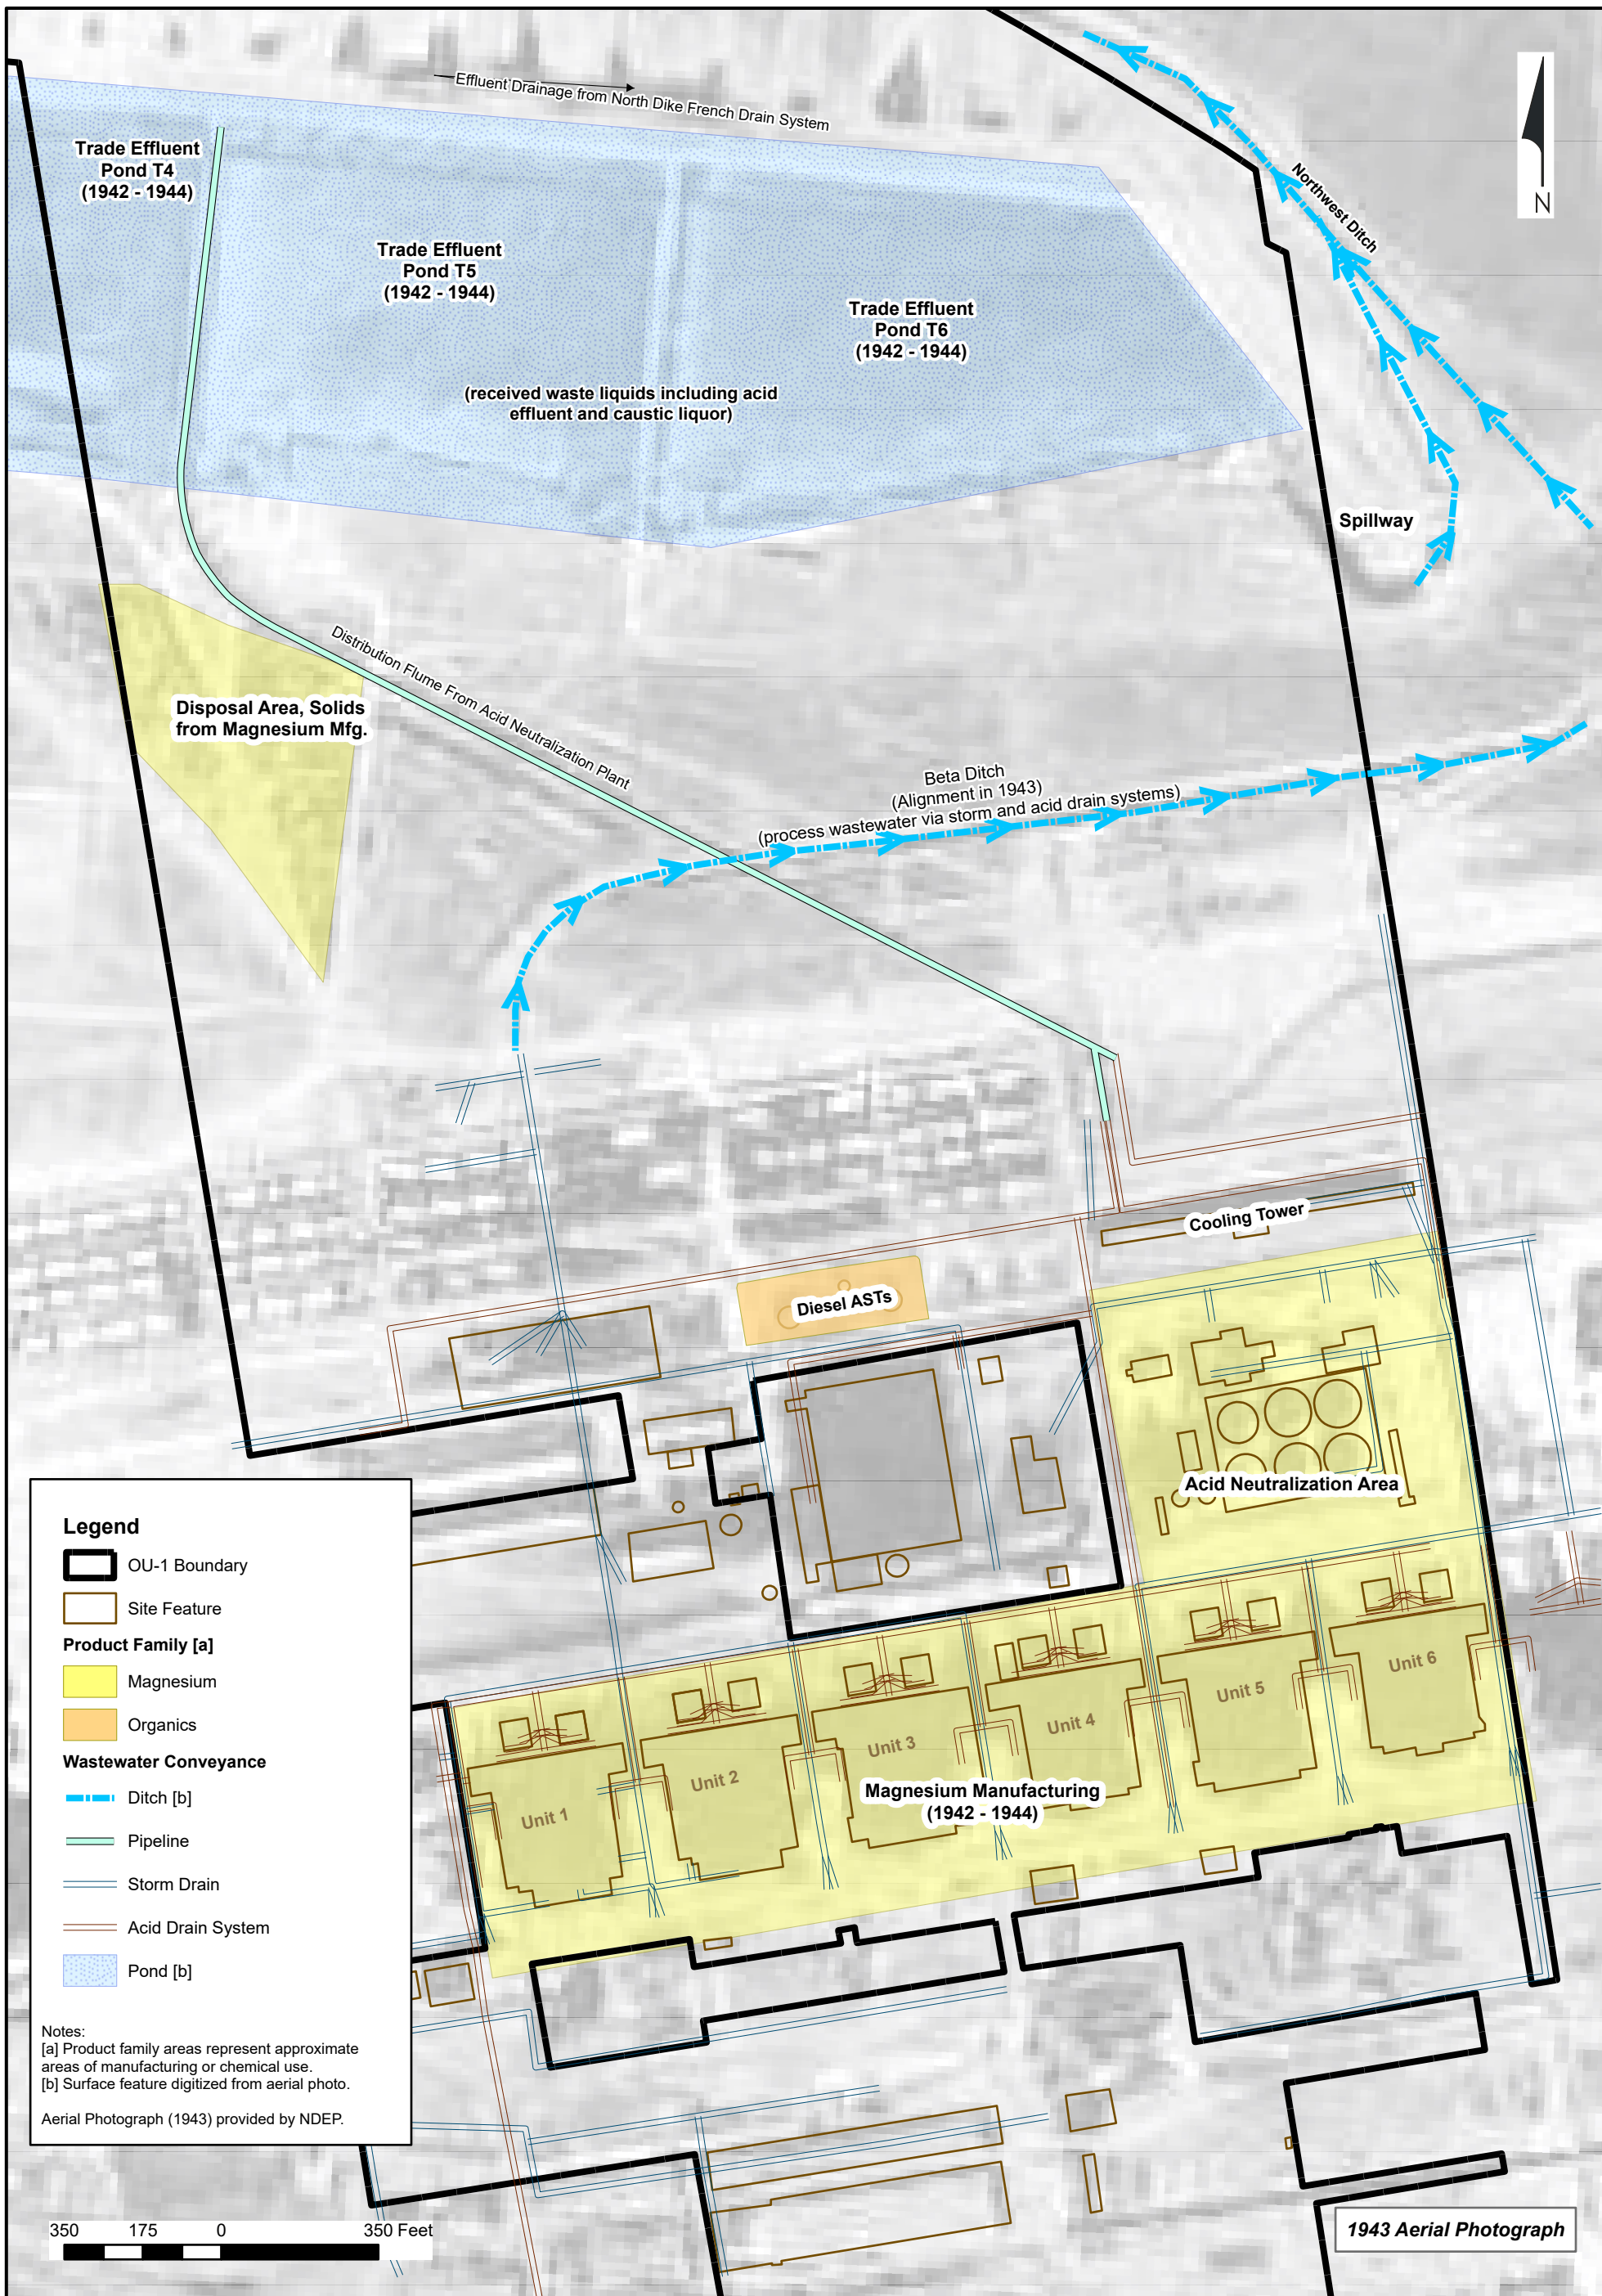 Effluent Drainage from North Dike French Drain System
N
Trade Effluent
Pond T4
(1942 - 1944)
Northwest Ditch
Trade Effluent
Pond T5
(1942 - 1944)
Trade Effluent
Pond T6
(1942 - 1944)
(received waste liquids including acid
effluent and caustic liquor)
Spillway
Distribution Flume From Acid Neutralization Plant
Disposal Area, Solids
from Magnesium Mfg.
Beta Ditch
(Alignment in 1943)
(process wastewater via storm and acid drain systems)
Cooling Tower
Diesel ASTs
Acid Neutralization Area
Unit 6
Unit 5
Unit 4
Unit 3
Unit 2
Unit 1
Magnesium Manufacturing
(1942 - 1944)
Legend
OU-1 Boundary
Site Feature
Product Family [a]
Magnesium
Organics
Wastewater Conveyance
Ditch [b]
Pipeline
Storm Drain
Acid Drain System
Pond [b]
Notes:
[a] Product family areas represent approximate
areas of manufacturing or chemical use.
[b] Surface feature digitized from aerial photo.
Aerial Photograph (1943) provided by NDEP.
350 175 0 350 Feet
1943 Aerial Photograph